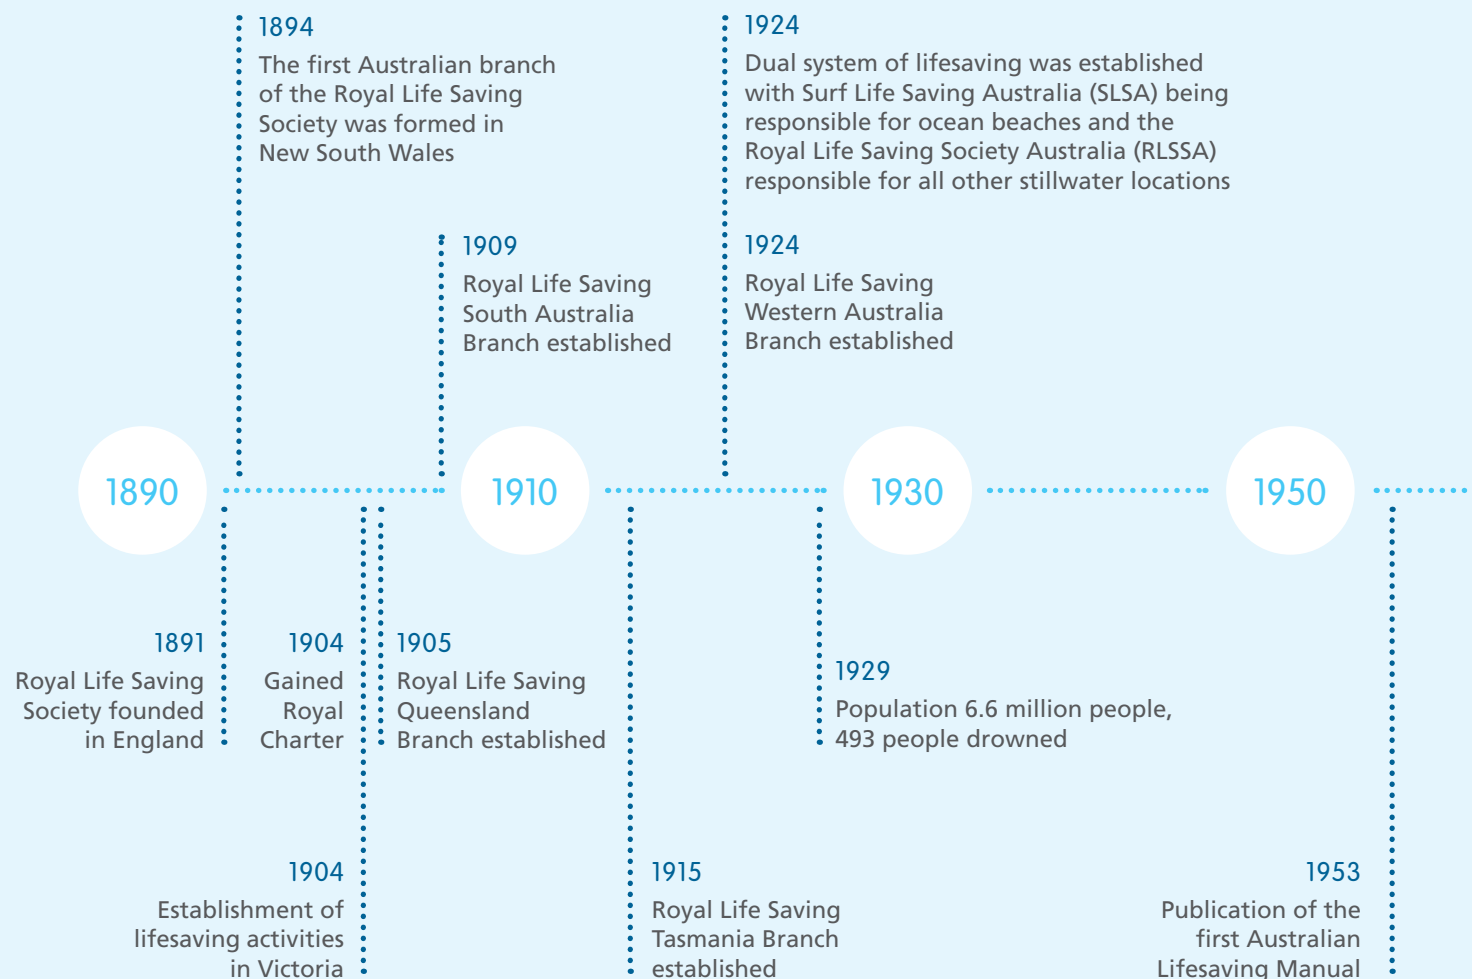 1894
The first Australian branch
of the Royal Life Saving
Society was formed in
New South Wales
1924
Dual system of lifesaving was established
with Surf Life Saving Australia (SLSA) being
responsible for ocean beaches and the
Royal Life Saving Society Australia (RLSSA)
responsible for all other stillwater locations
1909
Royal Life Saving
South Australia
Branch established
1924
Royal Life Saving
Western Australia
Branch established
1890
1910
1930
1950
1891
Royal Life Saving
Society founded
in England
1904
Gained
Royal
Charter
1905
Royal Life Saving
Queensland
Branch established
1929
Population 6.6 million people,
493 people drowned
1904
Establishment of
lifesaving activities
in Victoria
1915
Royal Life Saving
Tasmania Branch
established
1953
Publication of the
first Australian
Lifesaving Manual